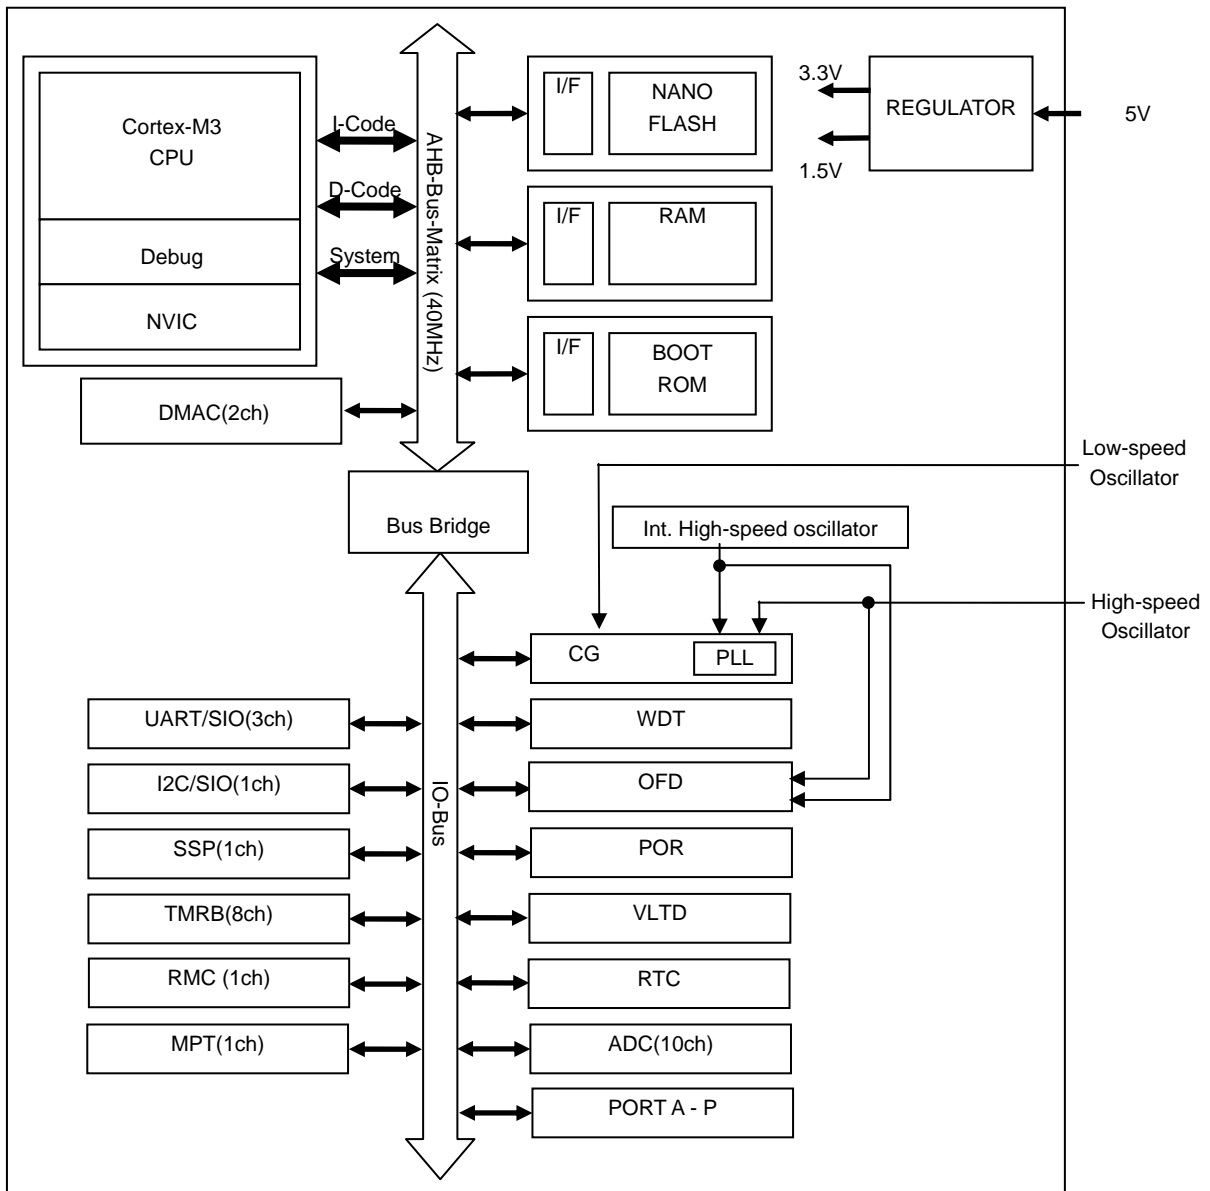 Cortex-M3
CPU
Debug
NVIC
I-Code
D-Code
System
DMAC(2ch)
AHB-Bus-Matrix (40MHz)
I/F
NANO
FLASH
I/F
RAM
I/F
BOOT
ROM
3.3V
1.5V
REGULATOR
5V
Bus Bridge
Low-speed
Oscillator
Int. High-speed oscillator
High-speed
Oscillator
CG
PLL
UART/SIO(3ch)
WDT
I2C/SIO(1ch)
IO-Bus
OFD
SSP(1ch)
POR
TMRB(8ch)
VLTD
RMC (1ch)
RTC
MPT(1ch)
ADC(10ch)
PORT A - P